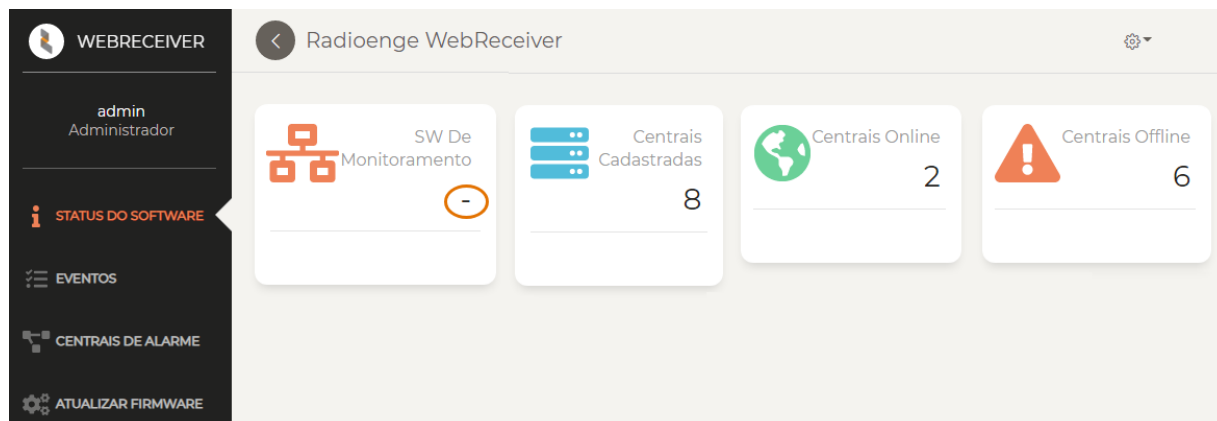 WEBRECEIVER
Radioenge WebReceiver
admin
Administrador
STATUS DO SOFTWARE
EVENTOS
CENTRAIS DE ALARME
ATUALIZAR FIRMWARE
SW De
Monitoramento
-
Centrais
Cadastradas
8
Centrais Online
2
Centrais Offline
6